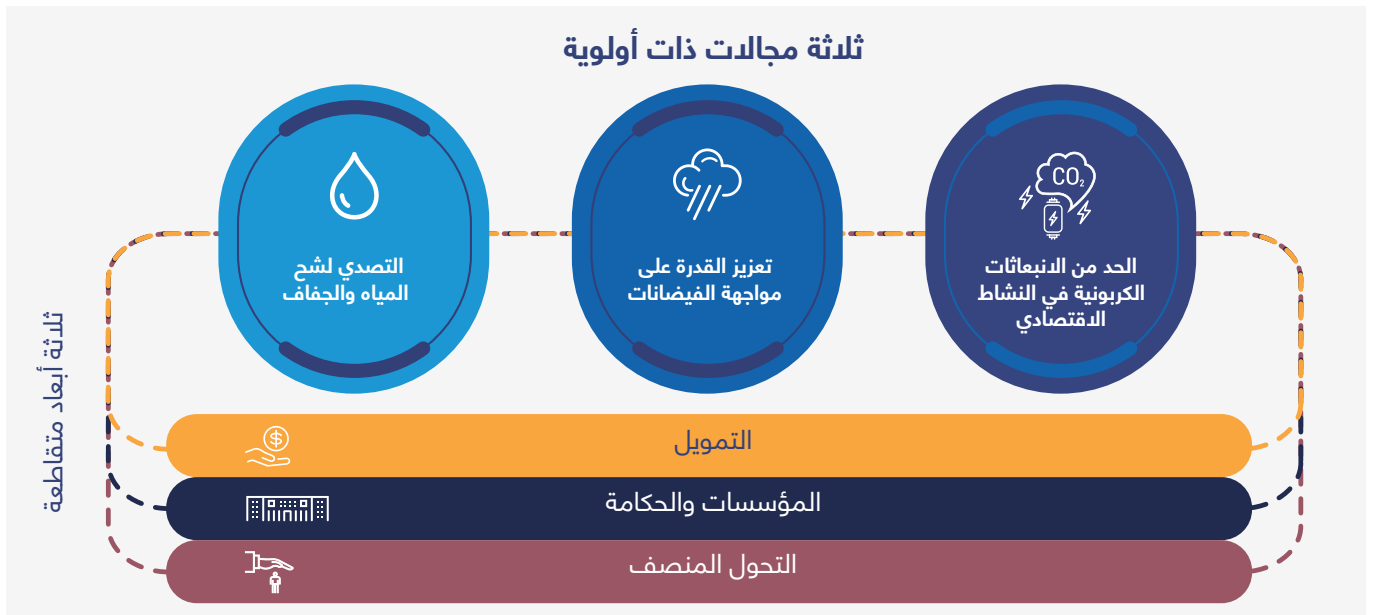 ثلاثة مجالات ذات أولوية
CO₂
الحد من الانبعاثات
الكربونية في النشاط
الاقتصادي
تعزيز القدرة على
مواجهة الفيضانات
التصدي لشح
المياه والجفاف
ثلاثة أبعاد متقاطعة
التمويل
$
المؤسسات والحكامة
التحول المنصف